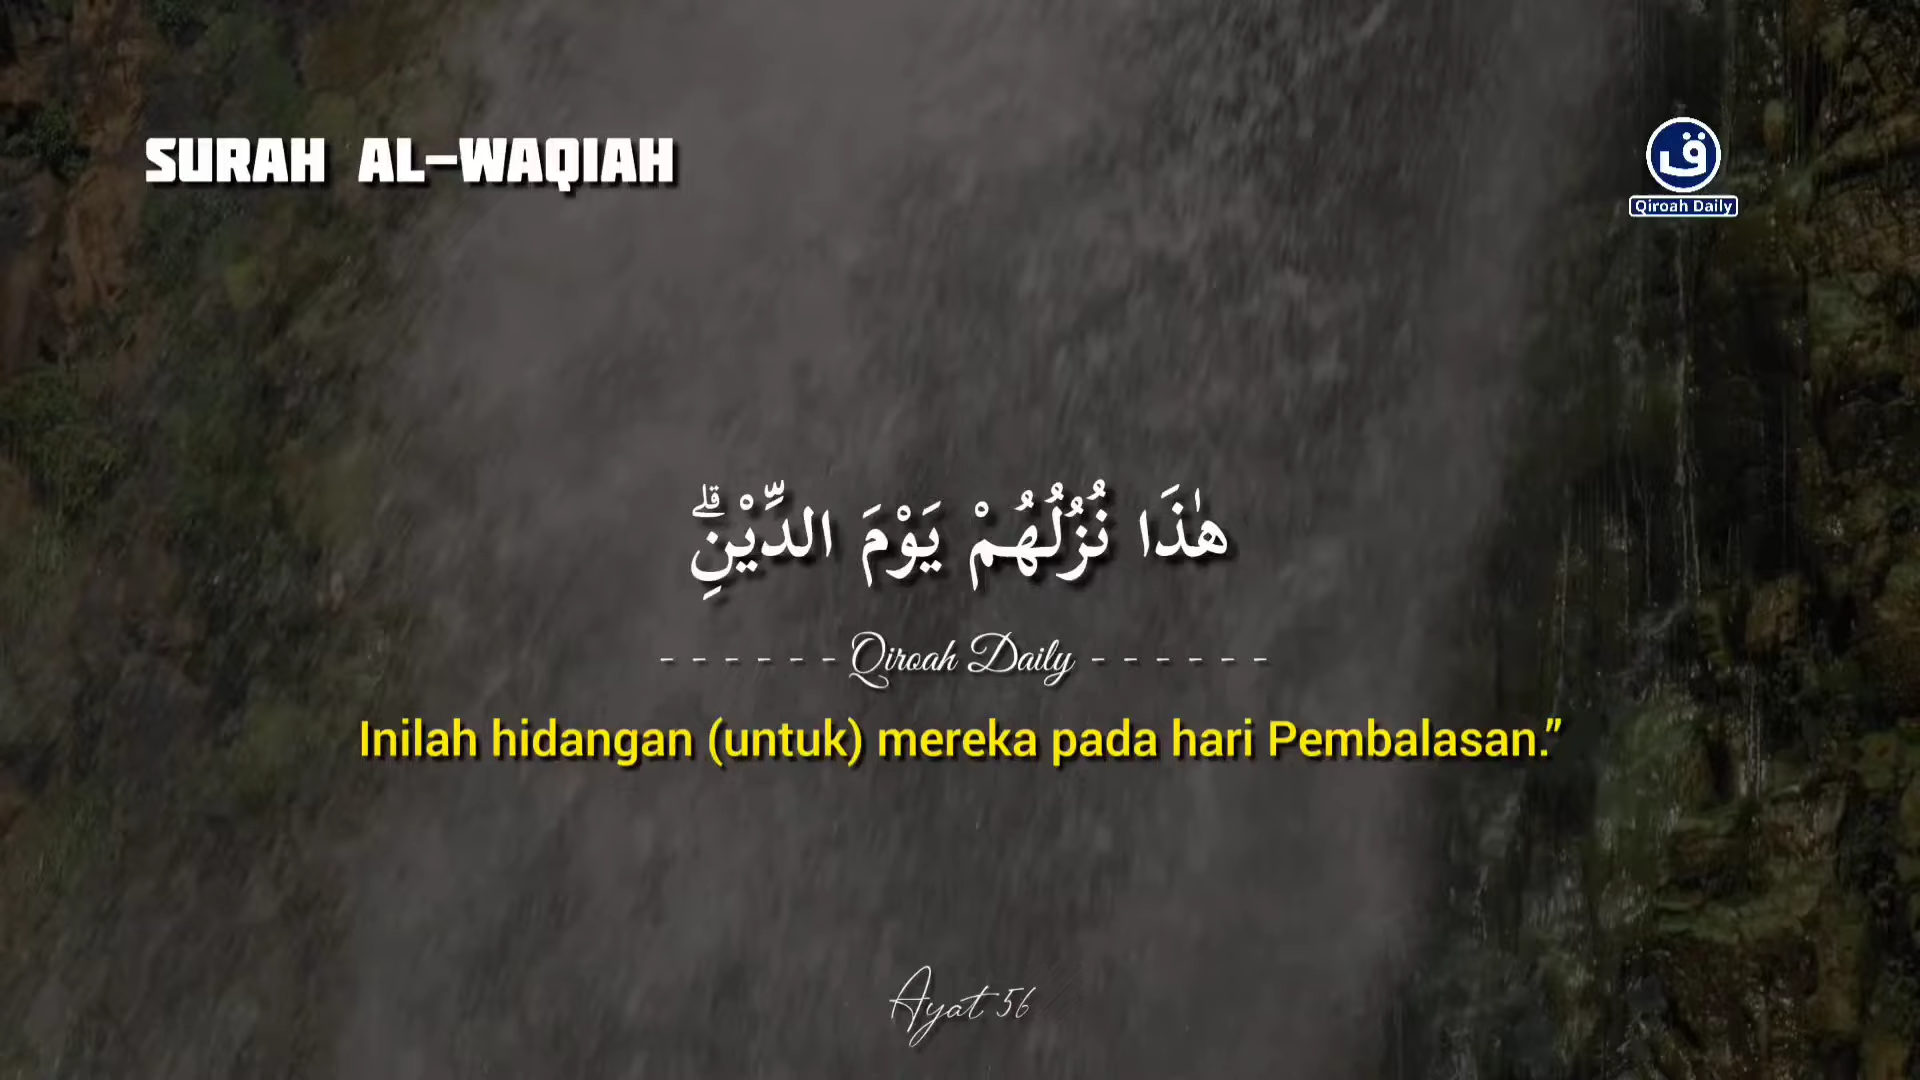 SURAH AL-WAQIAH
ق
Qiroah Daily
هٰذَا نُزُلُهُمْ يَوْمَ الدِّيْنِۗ
- - - - - - Qiroah Daily - - - - - -
Inilah hidangan (untuk) mereka pada hari Pembalasan.”
Ayat 56